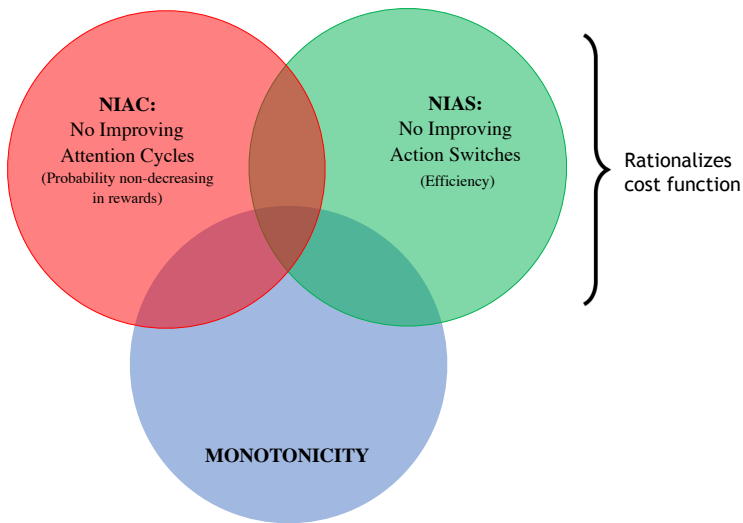 NIAC:
No Improving
Attention Cycles
(Probability non-decreasing
in rewards)
NIAS:
No Improving
Action Switches
(Efficiency)
Rationalizes
cost function
MONOTONICITY